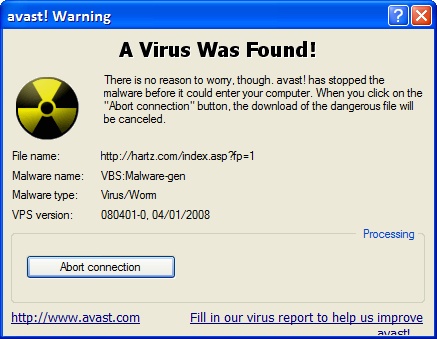 avast! Warning
A Virus Was Found!
There is no reason to worry, though. avast! has stopped the
malware before it could enter your computer. When you click on the
"Abort connection" button, the download of the dangerous file will
be canceled.
File name: http://hartz.com/index.asp?fp=1
Malware name: VBS:Malware-gen
Malware type: Virus/Worm
VPS version: 080401-0, 04/01/2008
Processing
Abort connection
http://www.avast.com Fill in our virus report to help us improve
avast!